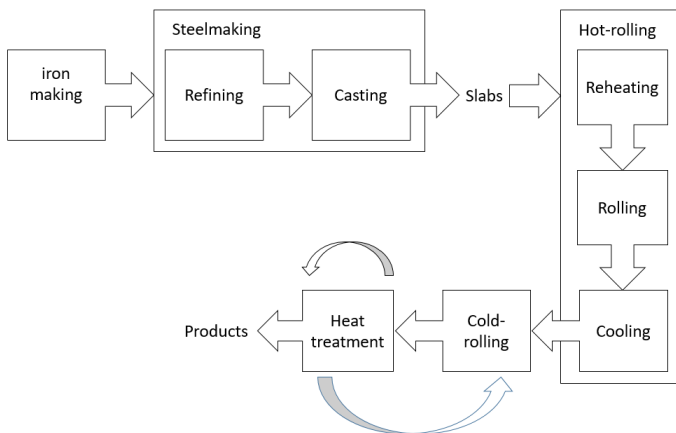 Steelmaking
Hot-rolling
iron
making
Refining
Casting
Slabs
Reheating
Rolling
Cooling
Cold-
rolling
Heat
treatment
Products